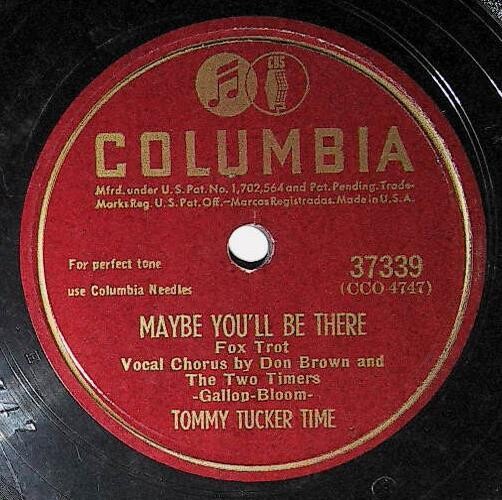 CBS
COLUMBIA
Mfrd. under U.S. Pat. No. 1,702,564 and Pat. Pending. Trade-
Marks Reg. U.S. Pat. Off.-Marcas Registradas. Made in U.S.A.
For perfect tone
use Columbia Needles
37339
(CCO 4747)
MAYBE YOU'LL BE THERE
Fox Trot
Vocal Chorus by Don Brown and
The Two Timers
-Gallop-Bloom-
TOMMY TUCKER TIME